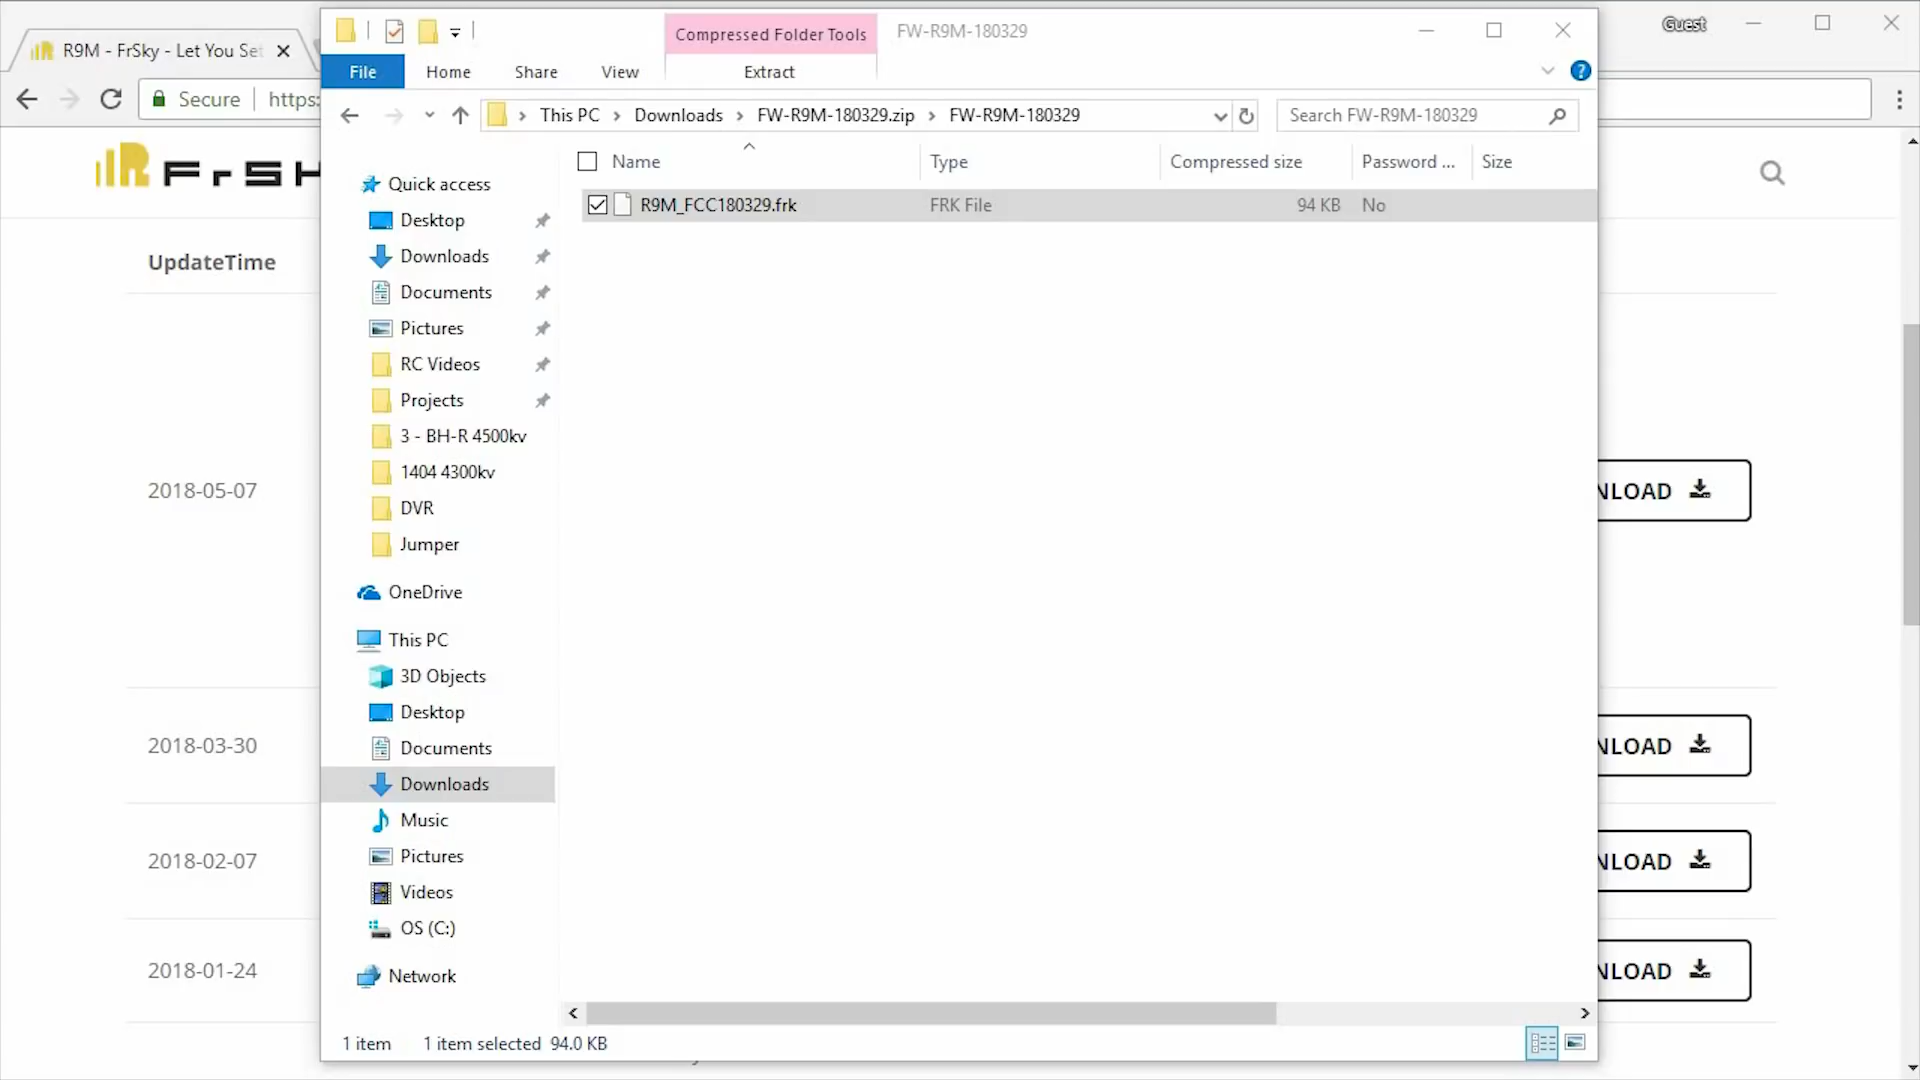 R9M - FrSky - Let You Set
Guest
Secure
https:
FrSK
UpdateTime
2018-05-07
2018-03-30
2018-02-07
2018-01-24
NLOAD
NLOAD
NLOAD
NLOAD
Compressed Folder Tools
FW-R9M-180329
File
Home
Share
View
Extract
?
This PC > Downloads > FW-R9M-180329.zip > FW-R9M-180329
Search FW-R9M-180329
Name
Type
Compressed size
Password ...
Size
R9M_FCC180329.frk
FRK File
94 KB
No
Quick access
Desktop
Downloads
Documents
Pictures
RC Videos
Projects
3 - BH-R 4500kv
1404 4300kv
DVR
Jumper
OneDrive
This PC
3D Objects
Desktop
Documents
Downloads
Music
Pictures
Videos
OS (C:)
Network
1 item
1 item selected 94.0 KB